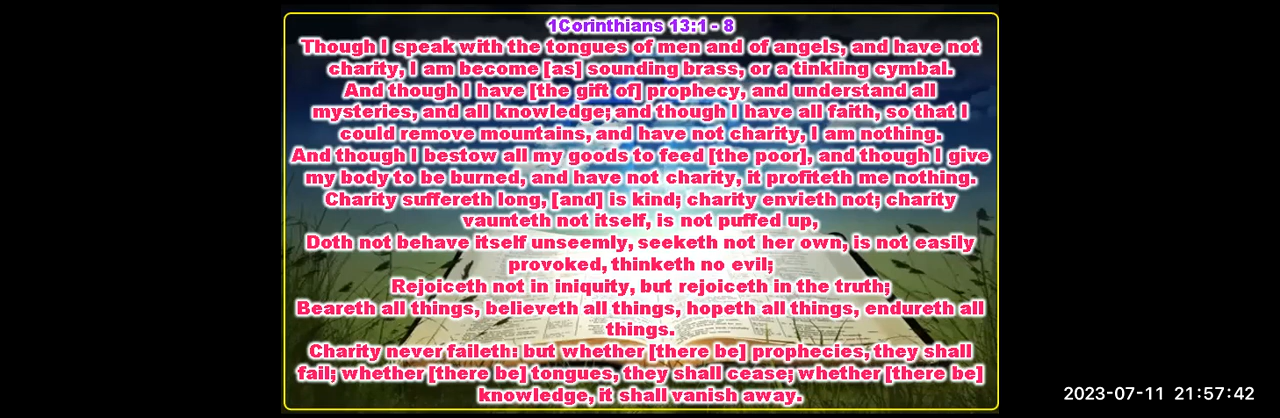 1Corinthians 13:1 - 8
Though I speak with the tongues of men and of angels, and have not
charity, I am become [as] sounding brass, or a tinkling cymbal.
And though I have [the gift of] prophecy, and understand all
mysteries, and all knowledge; and though I have all faith, so that I
could remove mountains, and have not charity, I am nothing.
And though I bestow all my goods to feed [the poor], and though I give
my body to be burned, and have not charity, it profiteth me nothing.
Charity suffereth long, [and] is kind; charity envieth not; charity
vaunteth not itself, is not puffed up,
Doth not behave itself unseemly, seeketh not her own, is not easily
provoked, thinketh no evil;
Rejoiceth not in iniquity, but rejoiceth in the truth;
Beareth all things, believeth all things, hopeth all things, endureth all
things.
Charity never faileth: but whether [there be] prophecies, they shall
fail; whether [there be] tongues, they shall cease; whether [there be]
knowledge, it shall vanish away.
2023-07-11 21:57:42